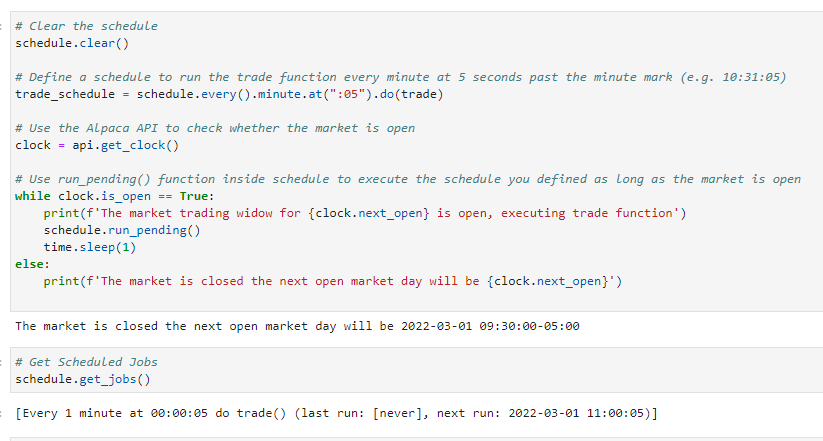 # Clear the schedule
schedule.clear()
# Define a schedule to run the trade function every minute at 5 seconds past the minute mark (e.g. 10:31:05)
trade_schedule = schedule.every().minute.at(":05").do(trade)
# Use the Alpaca API to check whether the market is open
clock = api.get_clock()
# Use run_pending() function inside schedule to execute the schedule you defined as long as the market is open
while clock.is_open == True:
    print(f'The market trading widow for {clock.next_open} is open, executing trade function')
    schedule.run_pending()
    time.sleep(1)
else:
    print(f'The market is closed the next open market day will be {clock.next_open}')
The market is closed the next open market day will be 2022-03-01 09:30:00-05:00
# Get Scheduled Jobs
schedule.get_jobs()
[Every 1 minute at 00:00:05 do trade() (last run: [never], next run: 2022-03-01 11:00:05)]